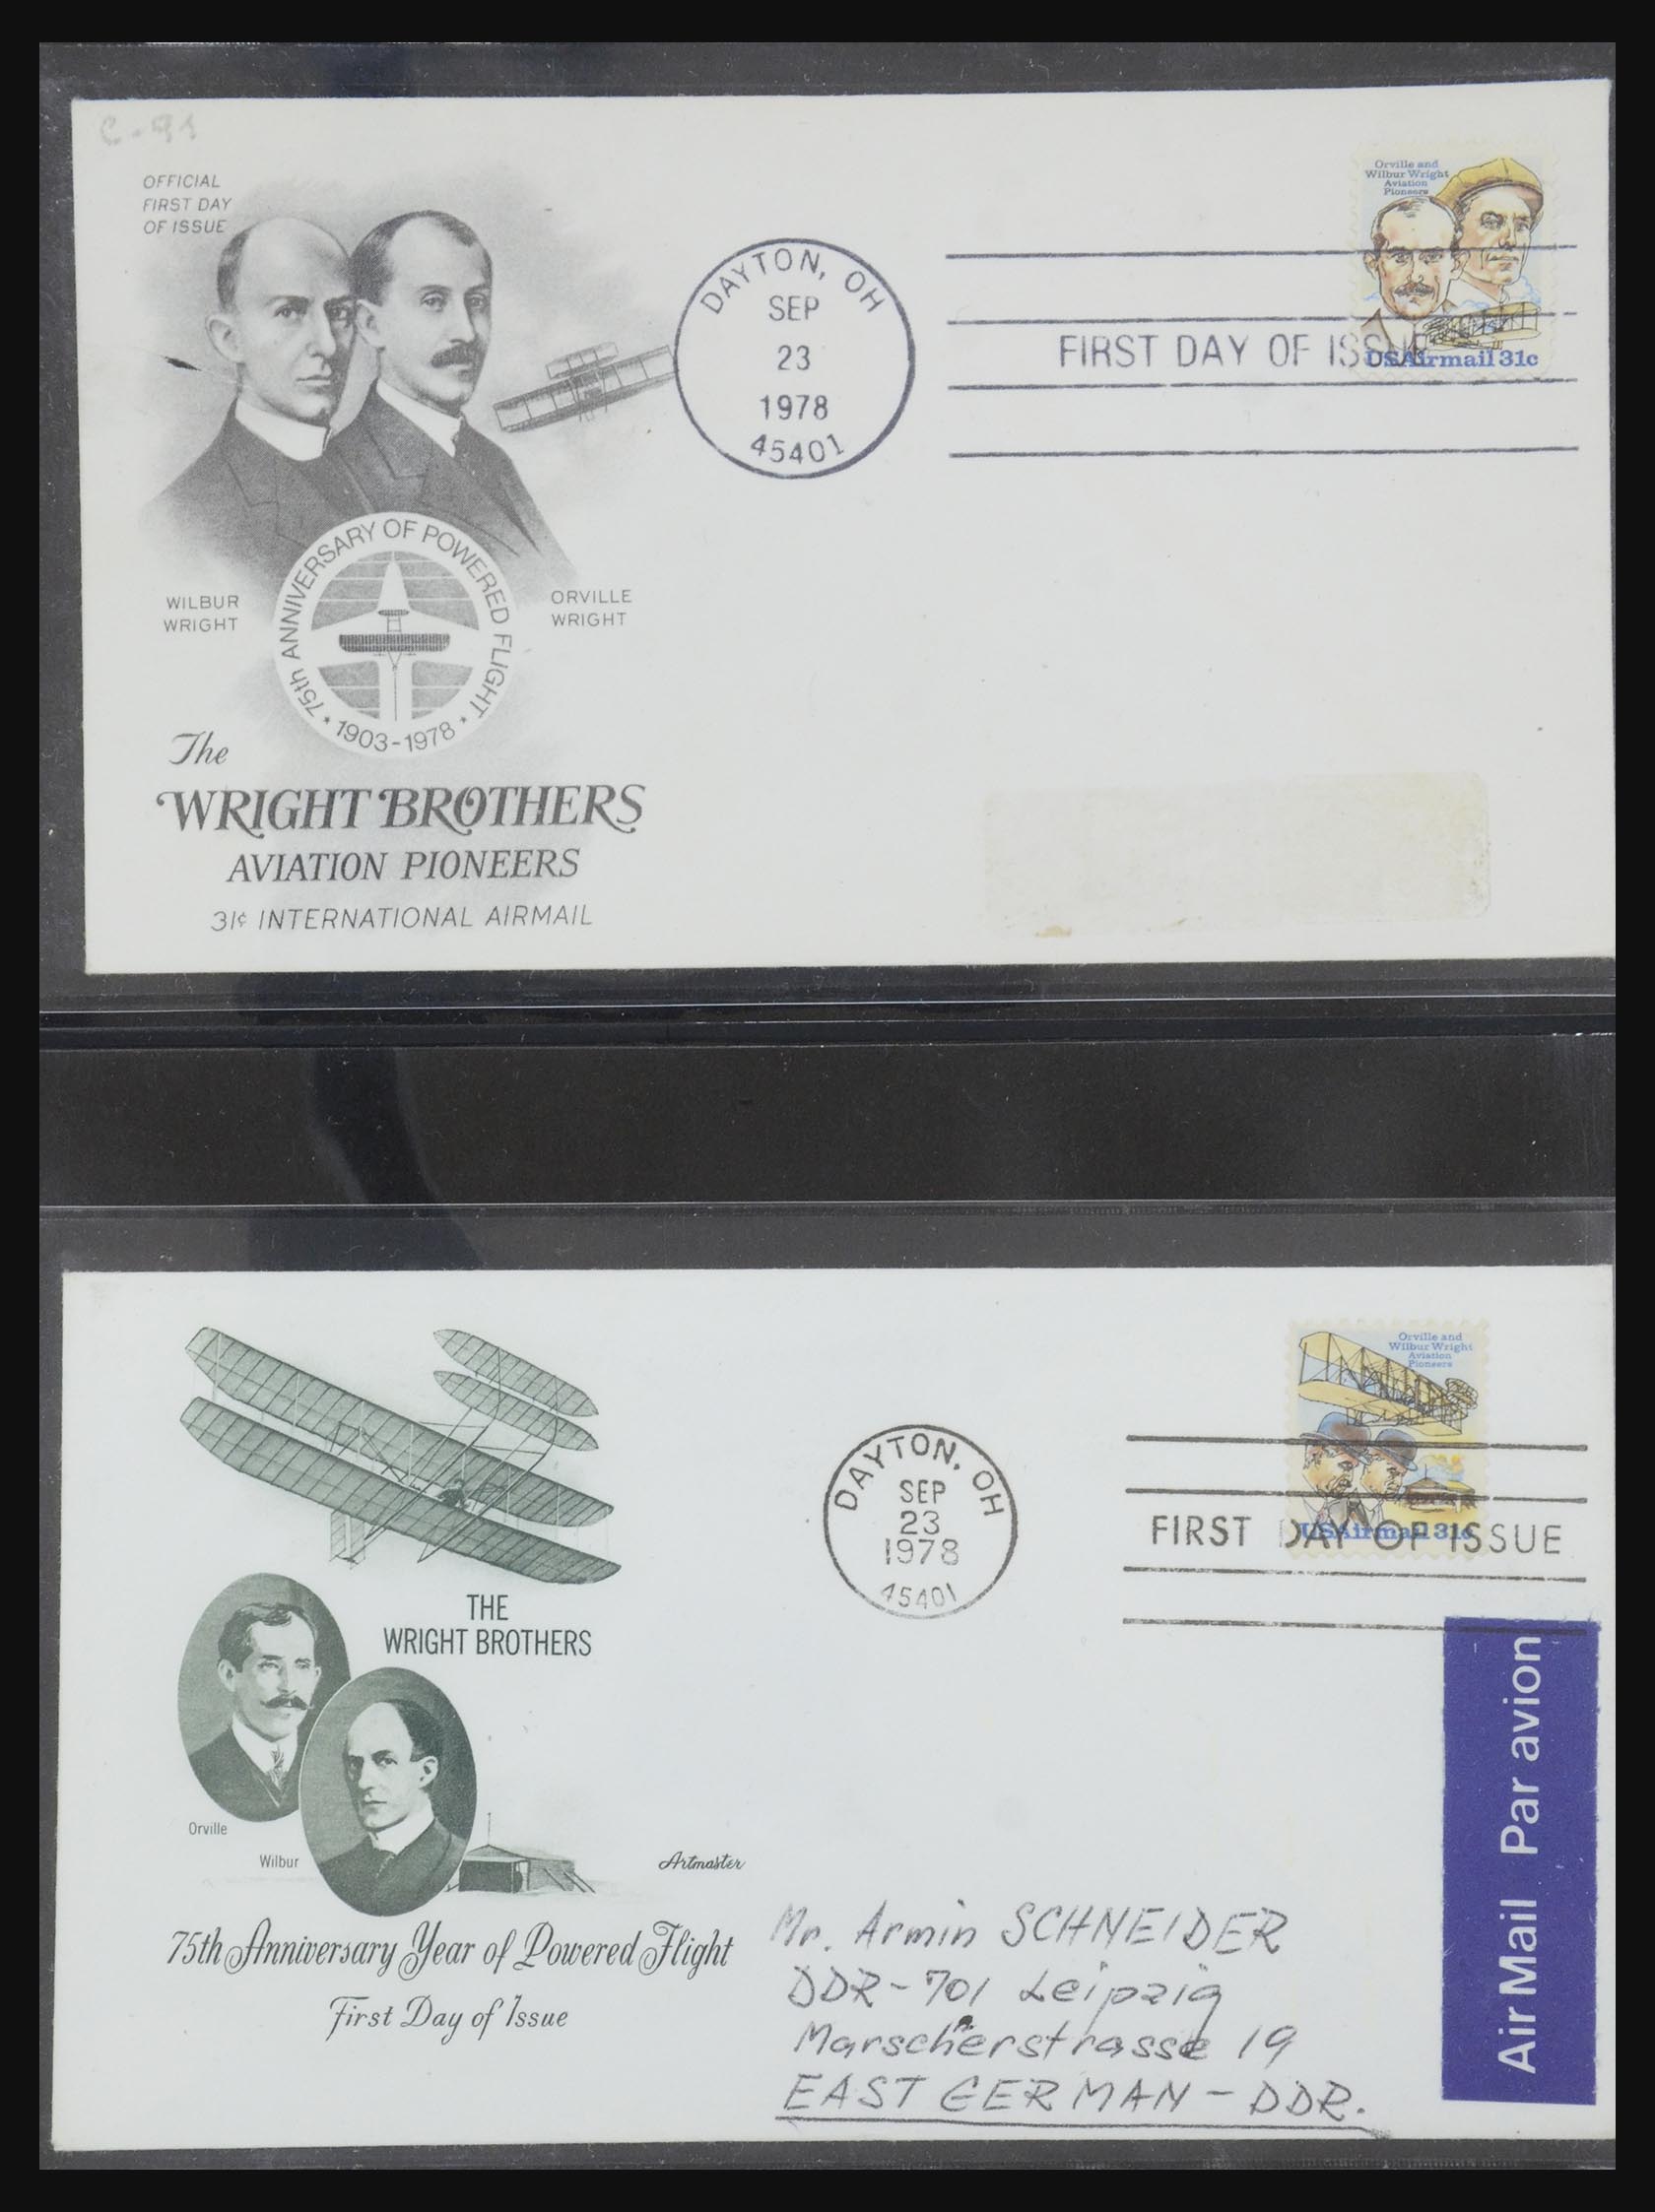 C-91
OFFICIAL
FIRST DAY
OF ISSUE
DAYTON, OH
SEP
23
1978
45401
FIRST DAY OF ISSUE
Orville and
Wilbur Wright
Aviation
Pioneers
USAirmail 31c
WILBUR
WRIGHT
ORVILLE
WRIGHT
75th ANNIVERSARY OF POWERED FLIGHT
* 1903-1978 *
The
WRIGHT BROTHERS
AVIATION PIONEERS
31¢ INTERNATIONAL AIRMAIL
DAYTON, OH
SEP
23
1978
45401
FIRST DAY OF ISSUE
Orville and
Wilbur Wright
Aviation
Pioneers
USAirmail 31c
THE
WRIGHT BROTHERS
Orville
Wilbur
Artmaster
75th Anniversary Year of Powered Flight
First Day of Issue
Air Mail Par avion
Mr. Armin SCHNEIDER
DDR-701 Leipzig
Marschnerstrasse 19
EAST GERMAN - DDR.